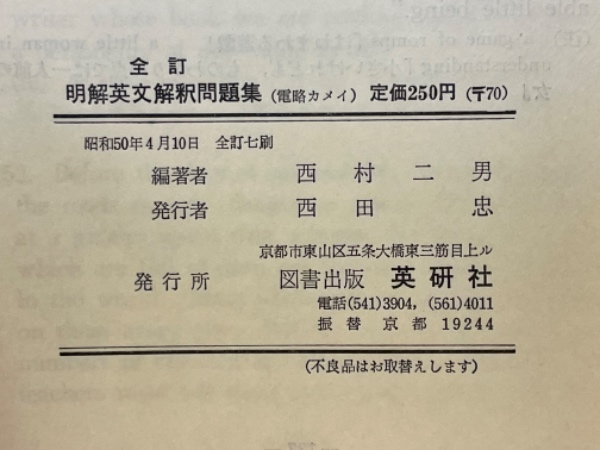 全訂
明解英文解釈問題集 (電略カメイ) 定価250円 (〒70)
昭和50年4月10日 全訂七刷
編著者 西村二男
発行者 西田忠
京都市東山区五条大橋東三筋目上ル
発行所 図書出版 英研社
電話(541)3904, (561)4011
振替 京都 19244
(不良品はお取替えします)